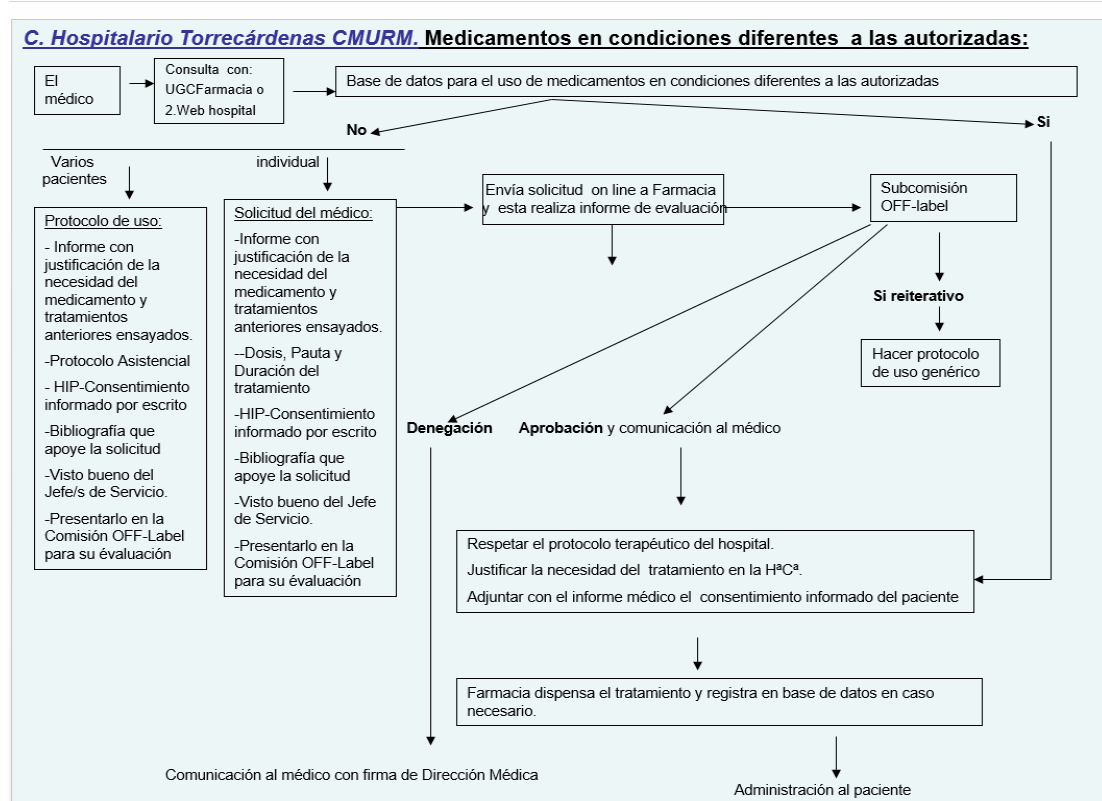 C. Hospitalario Torrecárdenas CMURM. Medicamentos en condiciones diferentes a las autorizadas:
El
médico
Consulta con:
UGCFarmacia o
2.Web hospital
Base de datos para el uso de medicamentos en condiciones diferentes a las autorizadas
No
Si
Varios
pacientes
individual
Protocolo de uso:
- Informe con
justificación de la
necesidad del
medicamento y
tratamientos
anteriores ensayados.
-Protocolo Asistencial
- HIP-Consentimiento
informado por escrito
-Bibliografía que
apoye la solicitud
-Visto bueno del
Jefe/s de Servicio.
-Presentarlo en la
Comisión OFF-Label
para su évaluación
Solicitud del médico:
-Informe con
justificación de la
necesidad del
medicamento y
tratamientos
anteriores ensayados.
--Dosis, Pauta y
Duración del
tratamiento
-HIP-Consentimiento
informado por escrito
-Bibliografía que
apoye la solicitud
-Visto bueno del Jefe
de Servicio.
-Presentarlo en la
Comisión OFF-Label
para su évaluación
Envía solicitud on line a Farmacia
y esta realiza informe de evaluación
Subcomisión
OFF-label
Si reiterativo
Hacer protocolo
de uso genérico
Denegación
Aprobación y comunicación al médico
Respetar el protocolo terapéutico del hospital.
Justificar la necesidad del tratamiento en la HªCª.
Adjuntar con el informe médico el consentimiento informado del paciente
Farmacia dispensa el tratamiento y registra en base de datos en caso
necesario.
Comunicación al médico con firma de Dirección Médica
Administración al paciente